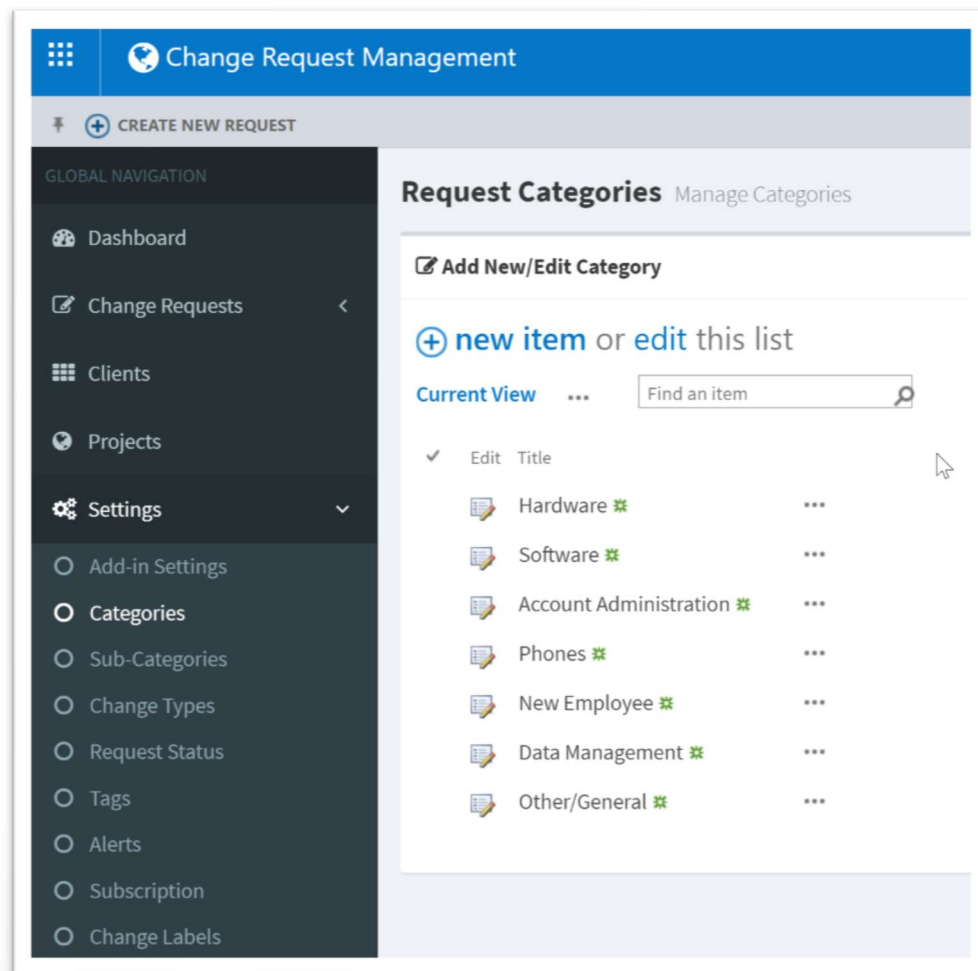 Change Request Management
CREATE NEW REQUEST
GLOBAL NAVIGATION
Dashboard
Change Requests
Clients
Projects
Settings
Add-in Settings
Categories
Sub-Categories
Change Types
Request Status
Tags
Alerts
Subscription
Change Labels
Request Categories Manage Categories
Add New/Edit Category
new item or edit this list
Current View ... Find an item
Edit Title
Hardware ...
Software ...
Account Administration ...
Phones ...
New Employee ...
Data Management ...
Other/General ...